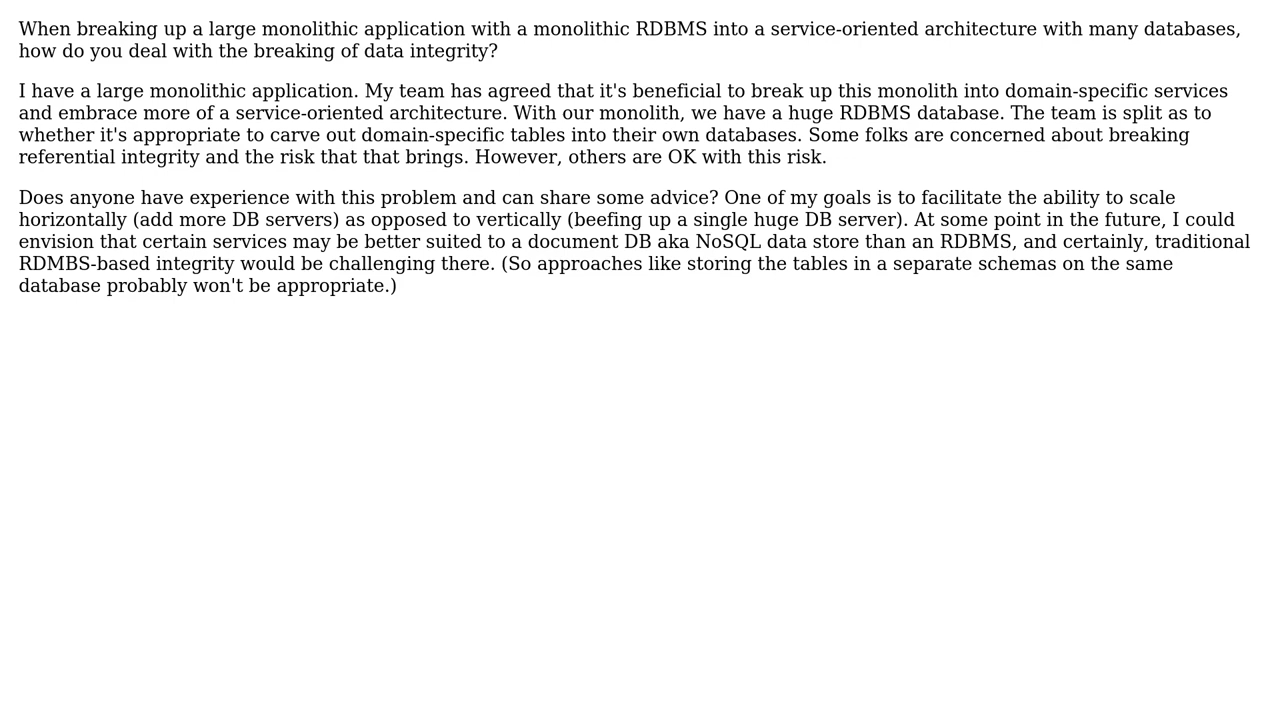 When breaking up a large monolithic application with a monolithic RDBMS into a service-oriented architecture with many databases,
how do you deal with the breaking of data integrity?
I have a large monolithic application. My team has agreed that it's beneficial to break up this monolith into domain-specific services
and embrace more of a service-oriented architecture. With our monolith, we have a huge RDBMS database. The team is split as to
whether it's appropriate to carve out domain-specific tables into their own databases. Some folks are concerned about breaking
referential integrity and the risk that that brings. However, others are OK with this risk.
Does anyone have experience with this problem and can share some advice? One of my goals is to facilitate the ability to scale
horizontally (add more DB servers) as opposed to vertically (beefing up a single huge DB server). At some point in the future, I could
envision that certain services may be better suited to a document DB aka NoSQL data store than an RDBMS, and certainly, traditional
RDMBS-based integrity would be challenging there. (So approaches like storing the tables in a separate schemas on the same
database probably won't be appropriate.)